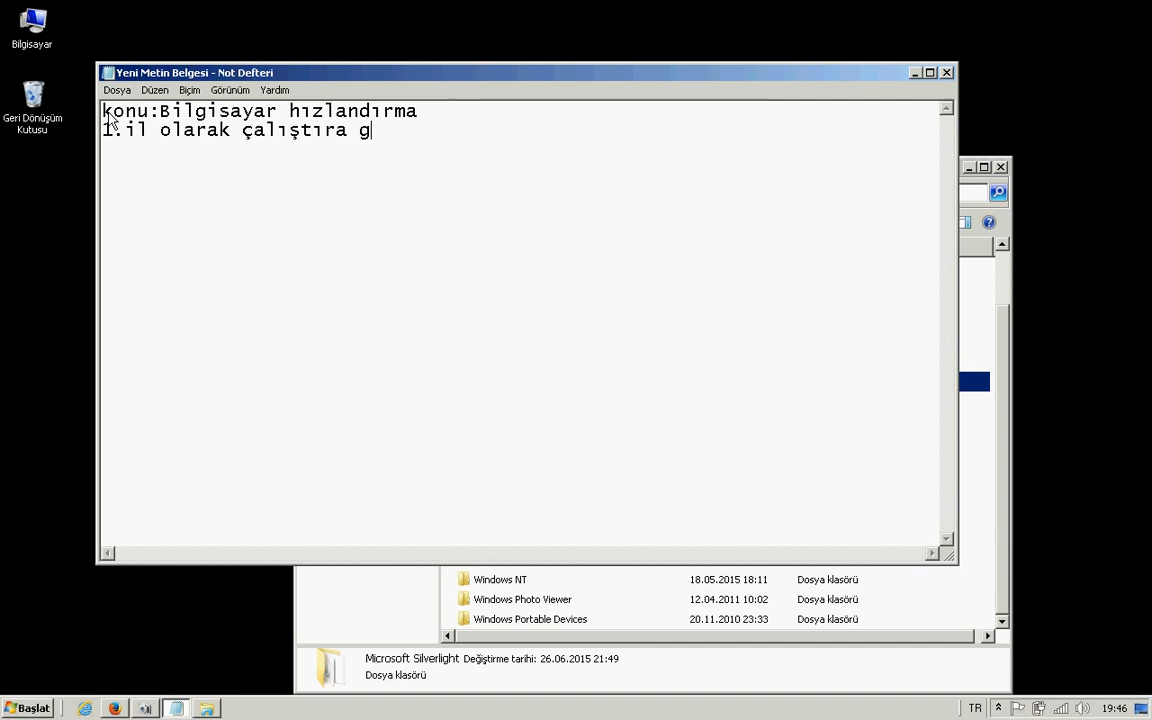 Bilgisayar
Geri Dönüşüm
Kutusu
Yeni Metin Belgesi - Not Defteri
Dosya Düzen Biçim Görünüm Yardım
konu:Bilgisayar hızlandırma
1.il olarak çalıştıra g
Windows NT 18.05.2015 18:11 Dosya klasörü
Windows Photo Viewer 12.04.2011 10:02 Dosya klasörü
Windows Portable Devices 20.11.2010 23:33 Dosya klasörü
Microsoft Silverlight Değiştirme tarihi: 26.06.2015 21:49
Dosya klasörü
Başlat TR 19:46